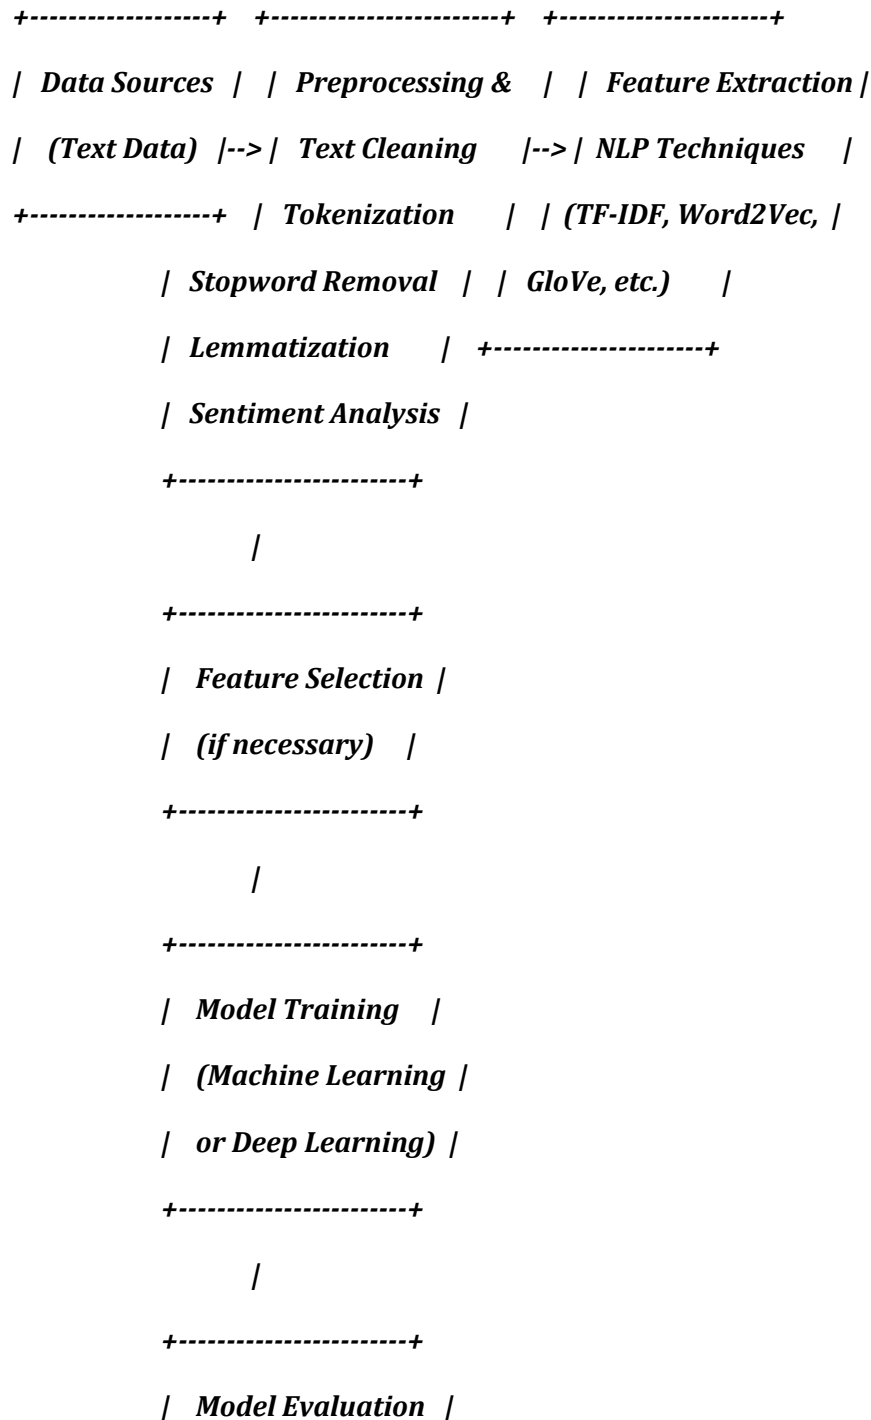 +-------------------+ +------------------------+ +----------------------+
| Data Sources | | Preprocessing & | | Feature Extraction |
| (Text Data) |--> | Text Cleaning |--> | NLP Techniques |
+-------------------+ | Tokenization | | (TF-IDF, Word2Vec, |
| Stopword Removal | | GloVe, etc.) |
| Lemmatization | +----------------------+
| Sentiment Analysis |
+------------------------+
|
+------------------------+
| Feature Selection |
| (if necessary) |
+------------------------+
|
+------------------------+
| Model Training |
| (Machine Learning |
| or Deep Learning) |
+------------------------+
|
+------------------------+
| Model Evaluation |